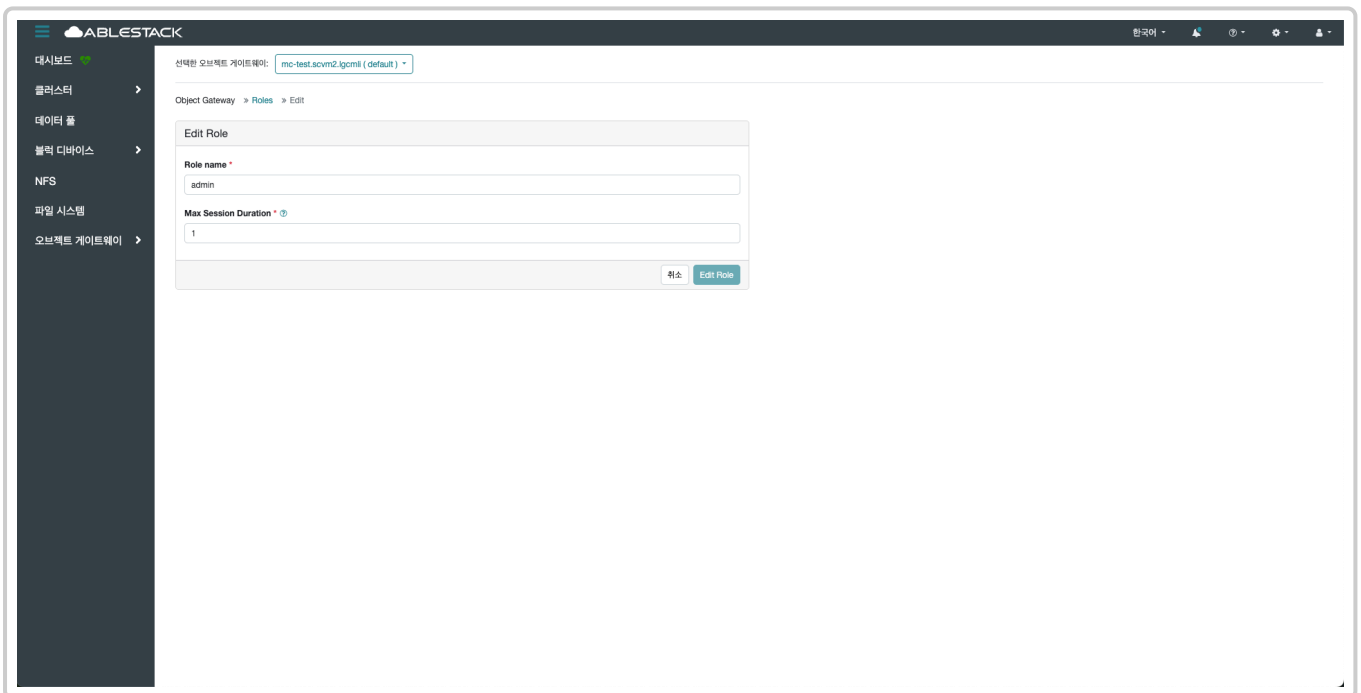 ABLESTACK
한국어
대시보드
클러스터
데이터 풀
블럭 디바이스
NFS
파일 시스템
오브젝트 게이트웨이
선택한 오브젝트 게이트웨이: mc-test.scvm2.lgcmli ( default )
Object Gateway » Roles » Edit
Edit Role
Role name *
admin
Max Session Duration *
1
취소 Edit Role